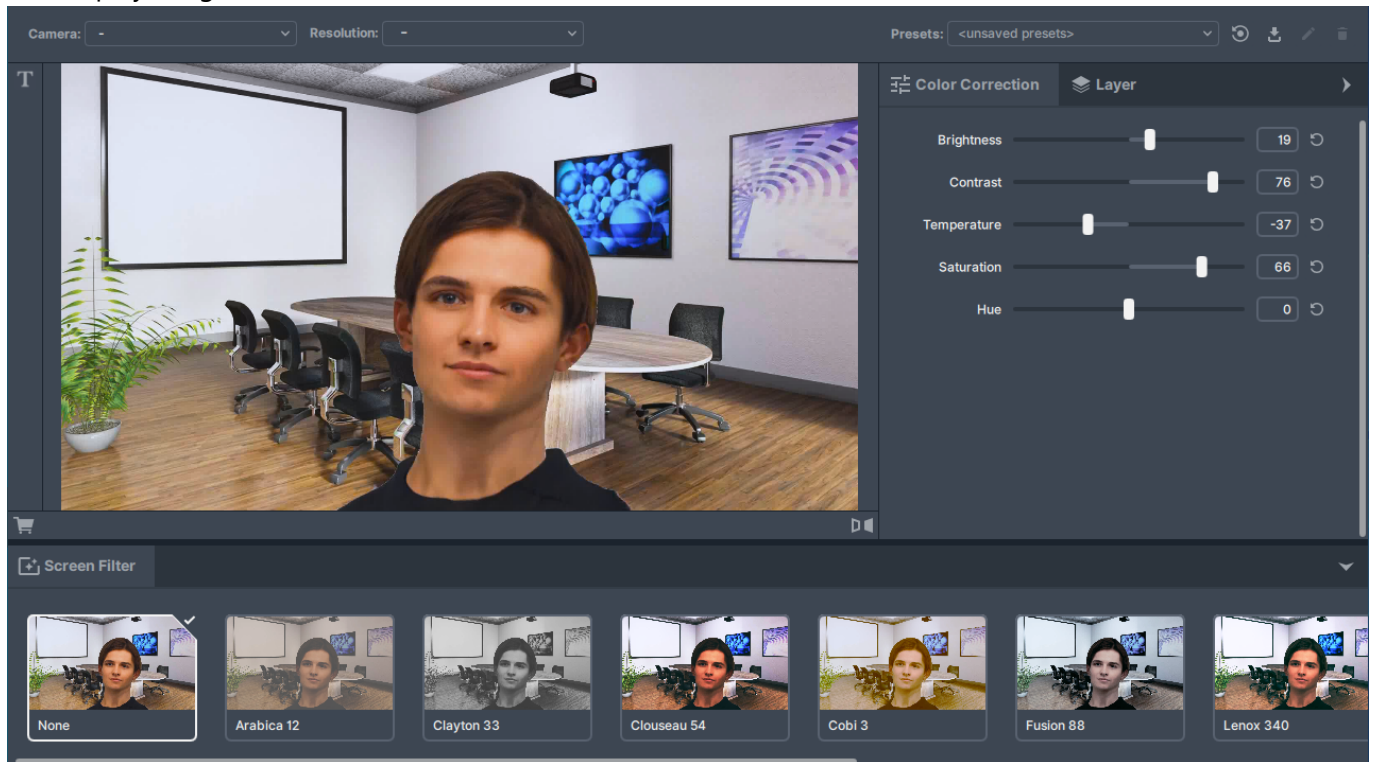 Camera: -
Resolution: -
Presets: <unsaved presets>
T
Color Correction
Layer
Brightness 19
Contrast 76
Temperature -37
Saturation 66
Hue 0
Screen Filter
None
Arabica 12
Clayton 33
Clouseau 54
Cobi 3
Fusion 88
Lenox 340